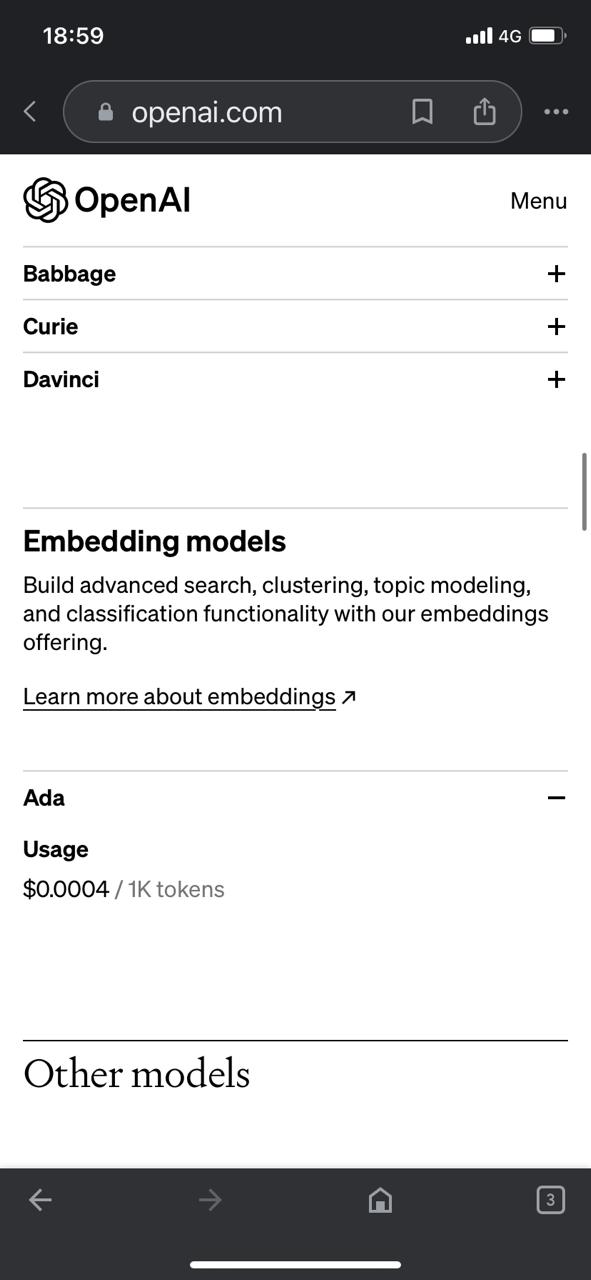 18:59
4G
openai.com
OpenAI
Menu
Babbage
Curie
Davinci
Embedding models
Build advanced search, clustering, topic modeling,
and classification functionality with our embeddings
offering.
Learn more about embeddings
Ada
Usage
$0.0004 / 1K tokens
Other models
3